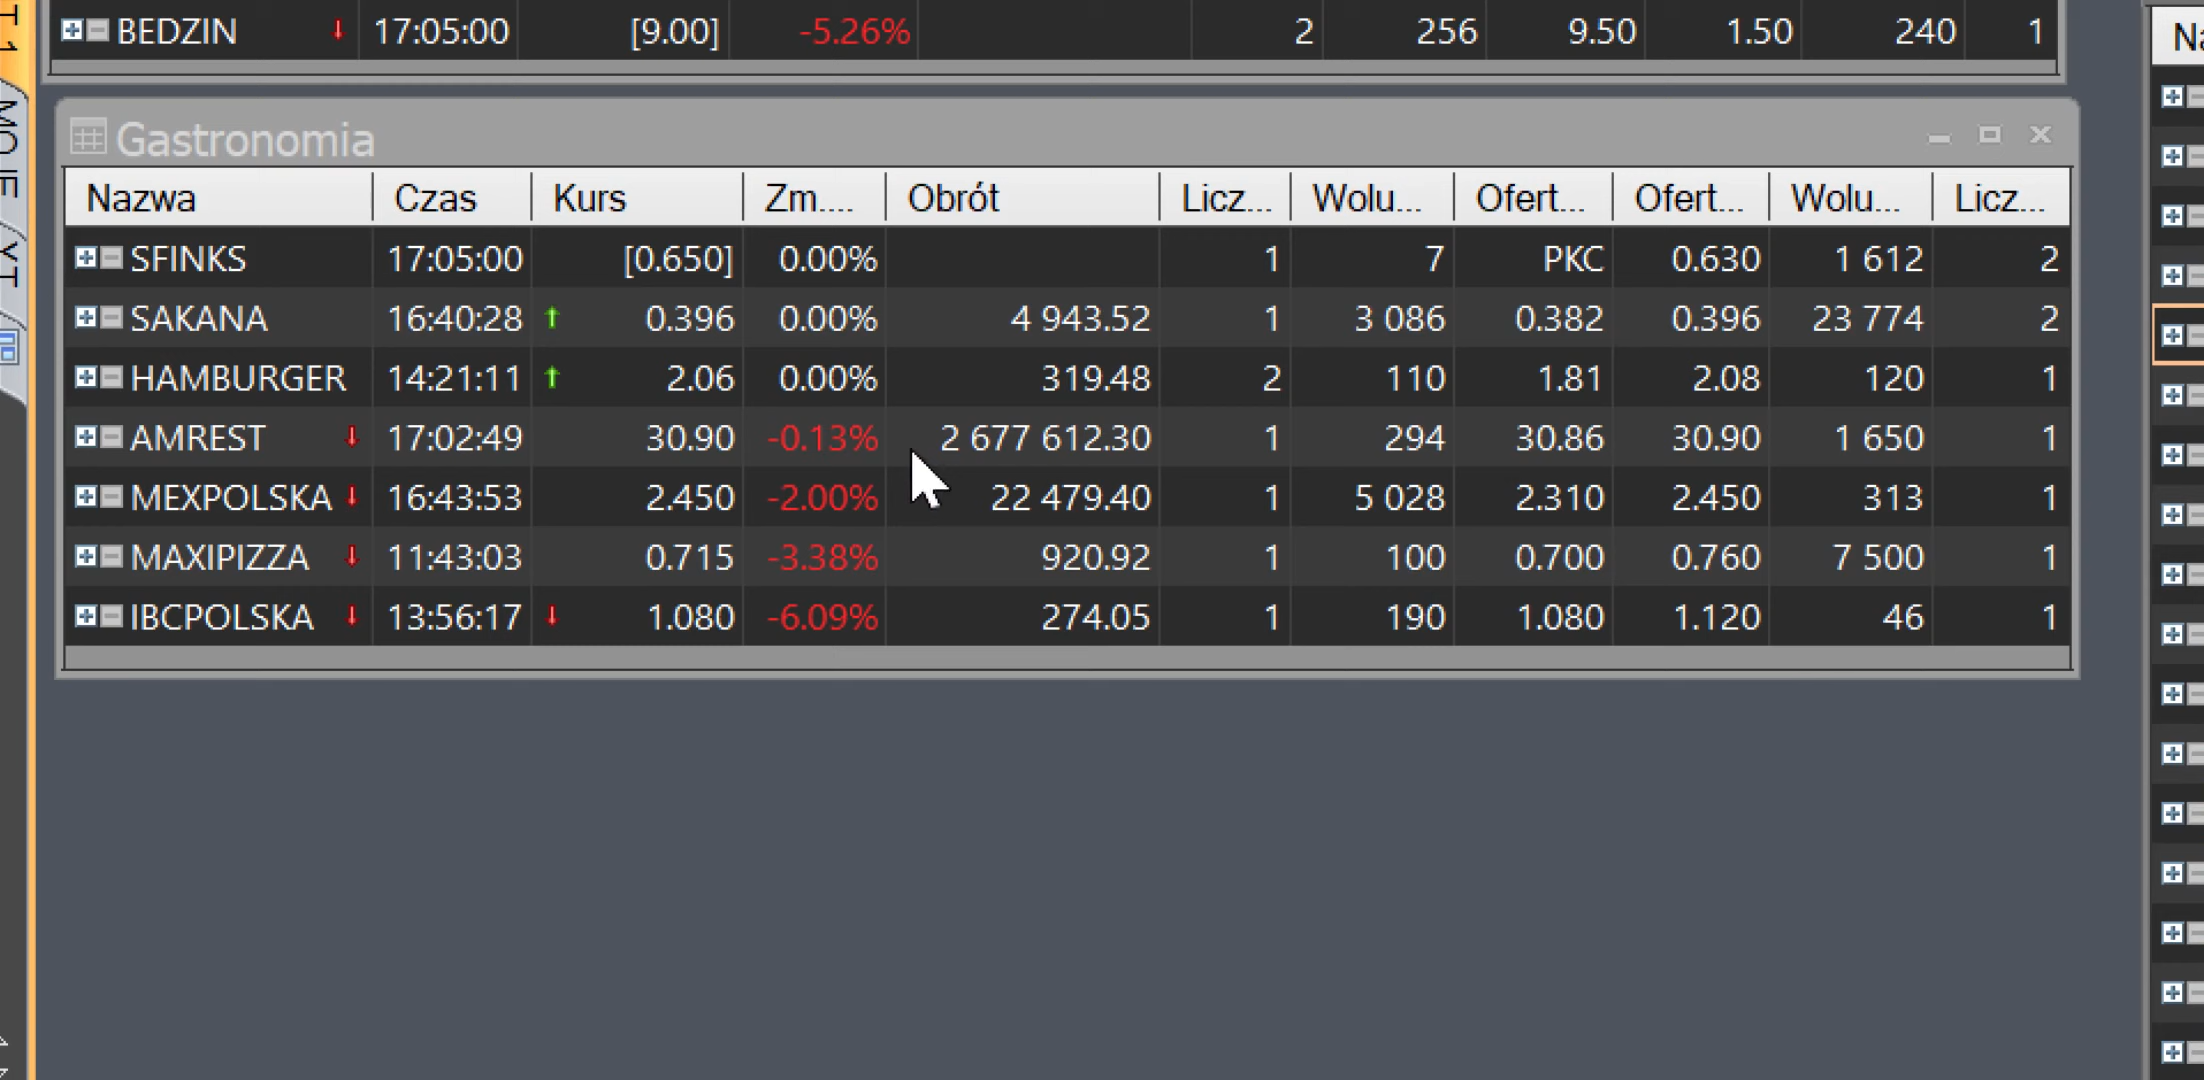 T 1
BEDZIN 17:05:00 [9.00] -5.26% 2 256 9.50 1.50 240 1
Na
MOJE
YT
Gastronomia
Nazwa Czas Kurs Zm.... Obrót Licz... Wolu... Ofert... Ofert... Wolu... Licz...
SFINKS 17:05:00 [0.650] 0.00% 1 7 PKC 0.630 1 612 2
SAKANA 16:40:28 0.396 0.00% 4 943.52 1 3 086 0.382 0.396 23 774 2
HAMBURGER 14:21:11 2.06 0.00% 319.48 2 110 1.81 2.08 120 1
AMREST 17:02:49 30.90 -0.13% 2 677 612.30 1 294 30.86 30.90 1 650 1
MEXPOLSKA 16:43:53 2.450 -2.00% 22 479.40 1 5 028 2.310 2.450 313 1
MAXIPIZZA 11:43:03 0.715 -3.38% 920.92 1 100 0.700 0.760 7 500 1
IBCPOLSKA 13:56:17 1.080 -6.09% 274.05 1 190 1.080 1.120 46 1